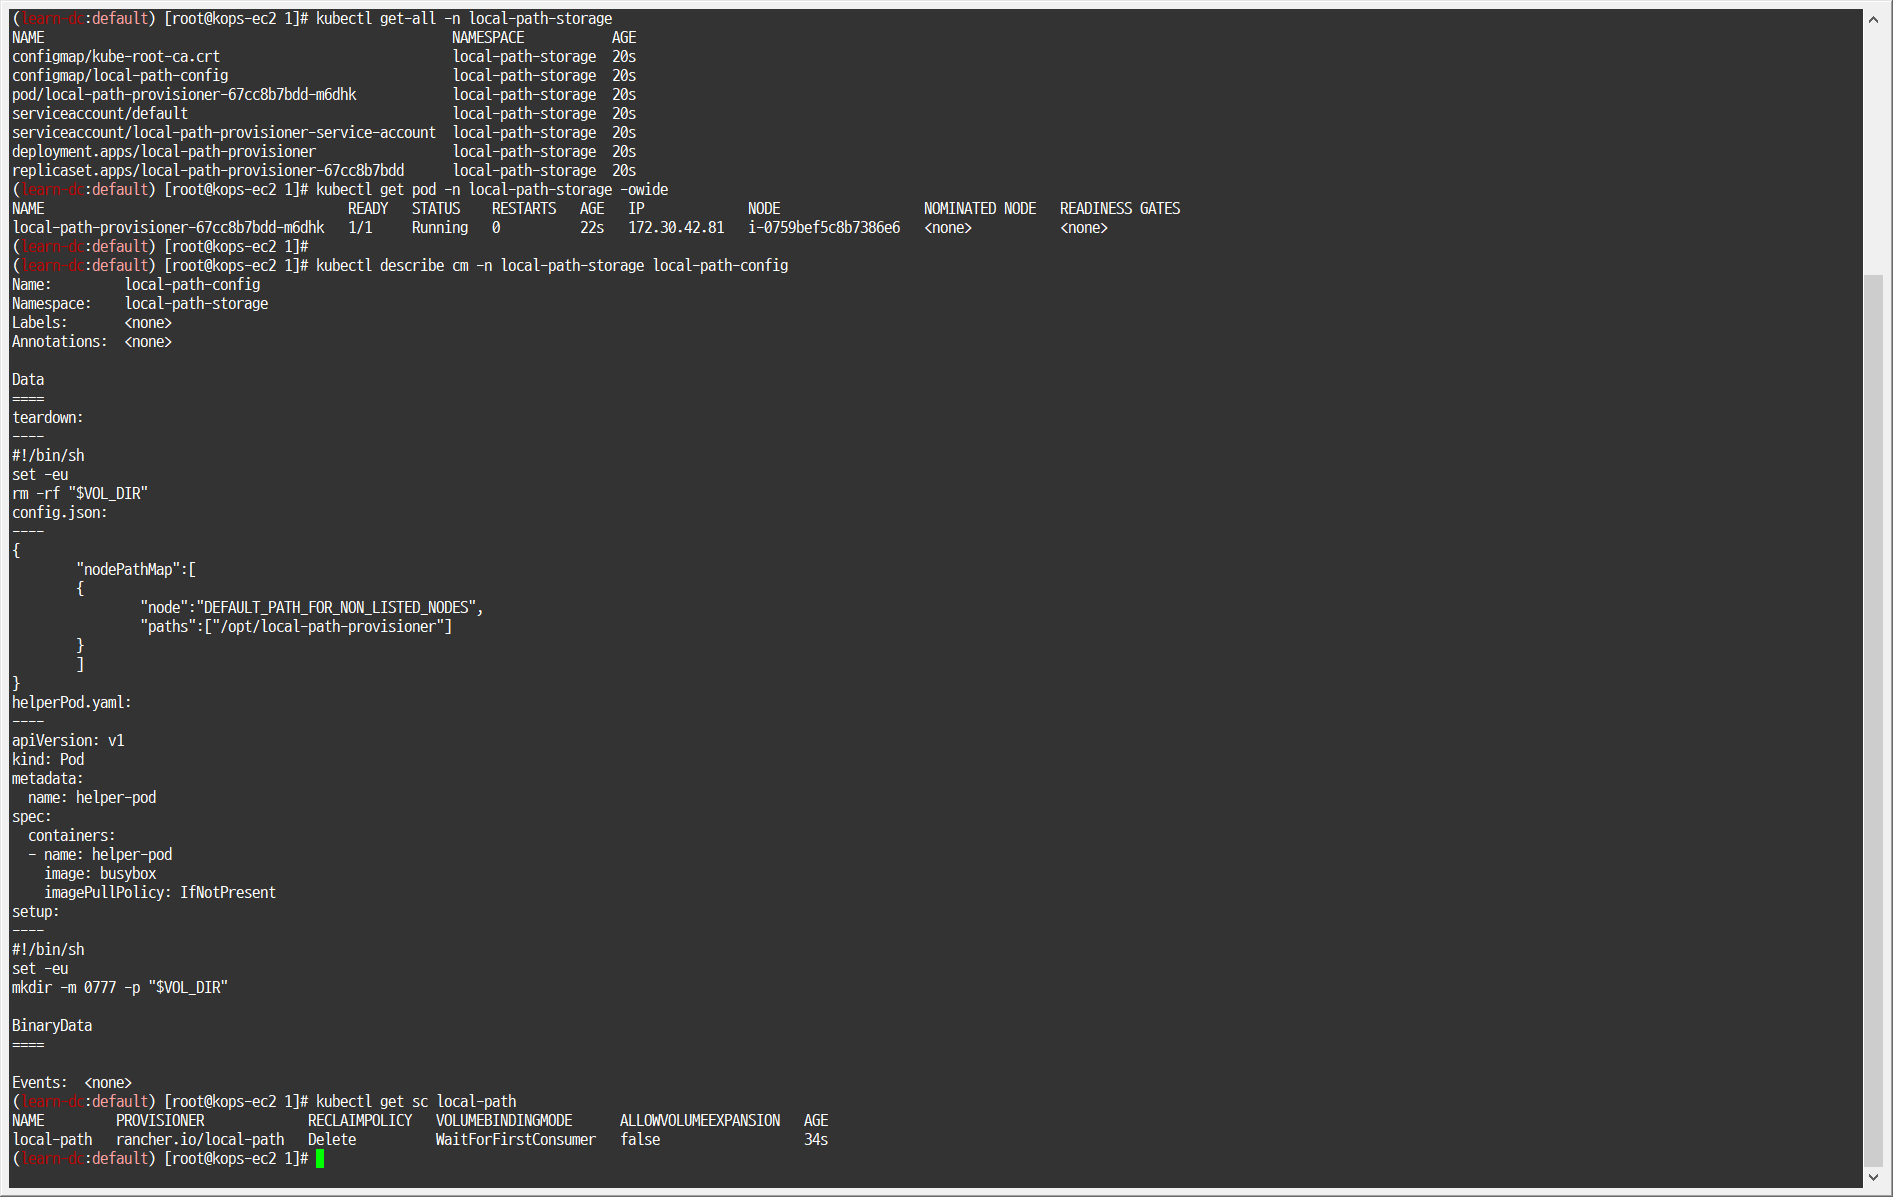 (learn-dc:default) [root@kops-ec2 1]# kubectl get-all -n local-path-storage
NAME                                                   NAMESPACE           AGE
configmap/kube-root-ca.crt                             local-path-storage  20s
configmap/local-path-config                            local-path-storage  20s
pod/local-path-provisioner-67cc8b7bdd-m6dhk            local-path-storage  20s
serviceaccount/default                                 local-path-storage  20s
serviceaccount/local-path-provisioner-service-account  local-path-storage  20s
deployment.apps/local-path-provisioner                 local-path-storage  20s
replicaset.apps/local-path-provisioner-67cc8b7bdd      local-path-storage  20s
(learn-dc:default) [root@kops-ec2 1]# kubectl get pod -n local-path-storage -owide
NAME                                      READY   STATUS    RESTARTS   AGE   IP             NODE                  NOMINATED NODE   READINESS GATES
local-path-provisioner-67cc8b7bdd-m6dhk   1/1     Running   0          22s   172.30.42.81   i-0759bef5c8b7386e6   <none>           <none>
(learn-dc:default) [root@kops-ec2 1]#
(learn-dc:default) [root@kops-ec2 1]# kubectl describe cm -n local-path-storage local-path-config
Name:         local-path-config
Namespace:    local-path-storage
Labels:       <none>
Annotations:  <none>

Data
====
teardown:
----
#!/bin/sh
set -eu
rm -rf "$VOL_DIR"
config.json:
----
{
        "nodePathMap":[
        {
                "node":"DEFAULT_PATH_FOR_NON_LISTED_NODES",
                "paths":["/opt/local-path-provisioner"]
        }
        ]
}
helperPod.yaml:
----
apiVersion: v1
kind: Pod
metadata:
  name: helper-pod
spec:
  containers:
  - name: helper-pod
    image: busybox
    imagePullPolicy: IfNotPresent
setup:
----
#!/bin/sh
set -eu
mkdir -m 0777 -p "$VOL_DIR"

BinaryData
====

Events:  <none>
(learn-dc:default) [root@kops-ec2 1]# kubectl get sc local-path
NAME         PROVISIONER             RECLAIMPOLICY   VOLUMEBINDINGMODE      ALLOWVOLUMEEXPANSION   AGE
local-path   rancher.io/local-path   Delete          WaitForFirstConsumer   false                  34s
(learn-dc:default) [root@kops-ec2 1]#